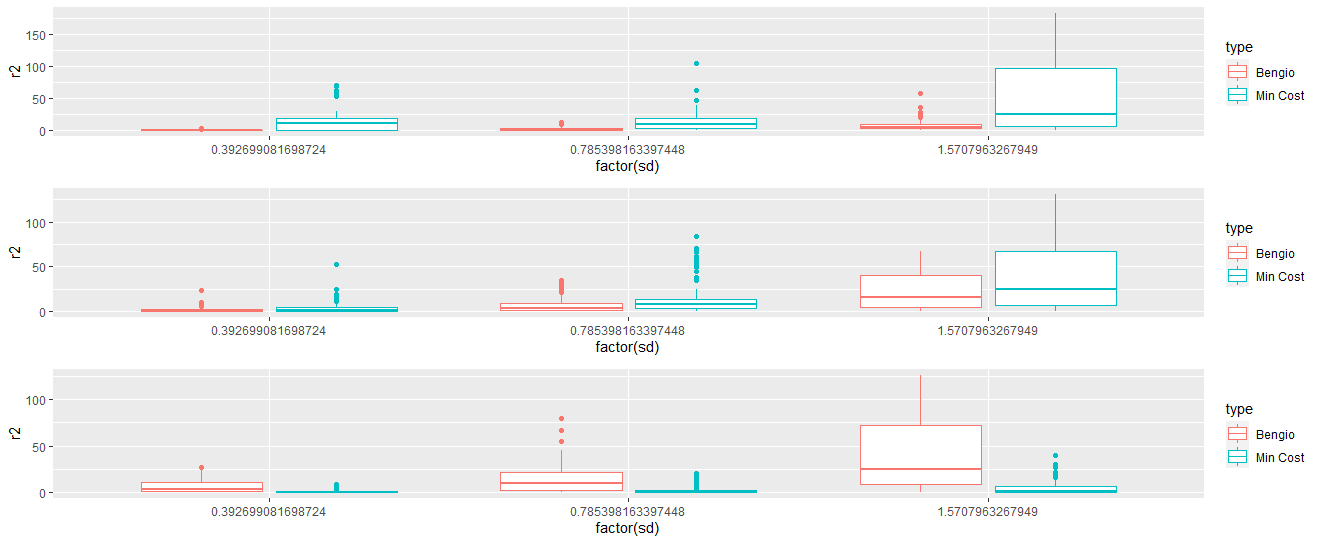 r2
150
100
50
0
0.392699081698724
0.785398163397448
1.5707963267949
factor(sd)
type
Bengio
Min Cost
r2
100
50
0
0.392699081698724
0.785398163397448
1.5707963267949
factor(sd)
type
Bengio
Min Cost
r2
100
50
0
0.392699081698724
0.785398163397448
1.5707963267949
factor(sd)
type
Bengio
Min Cost